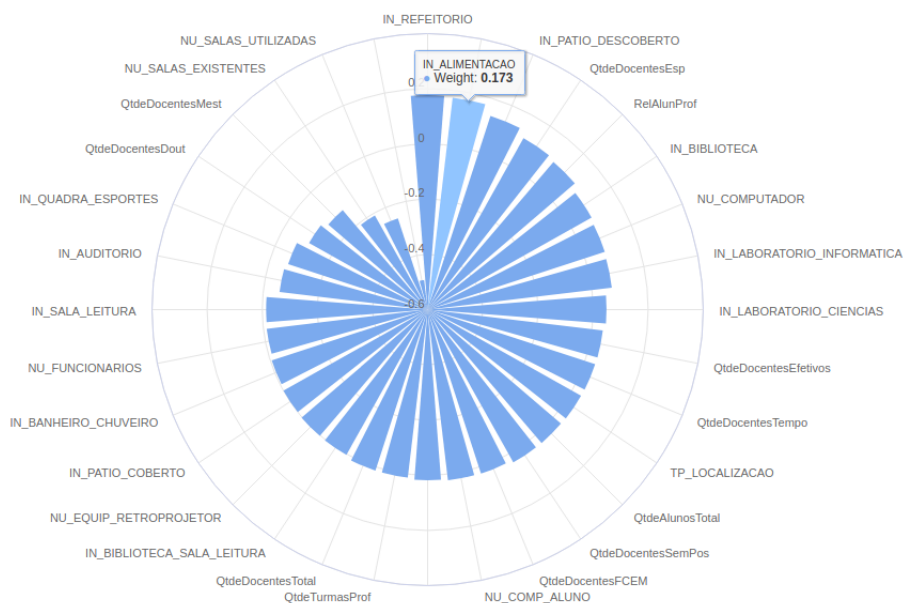 IN_REFEITORIO
NU_SALAS_UTILIZADAS
IN_PATIO_DESCOBERTO
IN_ALIMENTACAO
Weight: 0.173
NU_SALAS_EXISTENTES
QtdeDocentesEsp
QtdeDocentesMest
RelAlunProf
0
QtdeDocentesDout
IN_BIBLIOTECA
-0.2
IN_QUADRA_ESPORTES
NU_COMPUTADOR
-0.4
IN_AUDITORIO
IN_LABORATORIO_INFORMATICA
-0.6
IN_SALA_LEITURA
IN_LABORATORIO_CIENCIAS
NU_FUNCIONARIOS
QtdeDocentesEfetivos
IN_BANHEIRO_CHUVEIRO
QtdeDocentesTempo
IN_PATIO_COBERTO
TP_LOCALIZACAO
NU_EQUIP_RETROPROJETOR
QtdeAlunosTotal
IN_BIBLIOTECA_SALA_LEITURA
QtdeDocentesSemPos
QtdeDocentesTotal
QtdeDocentesFCEM
QtdeTurmasProf
NU_COMP_ALUNO